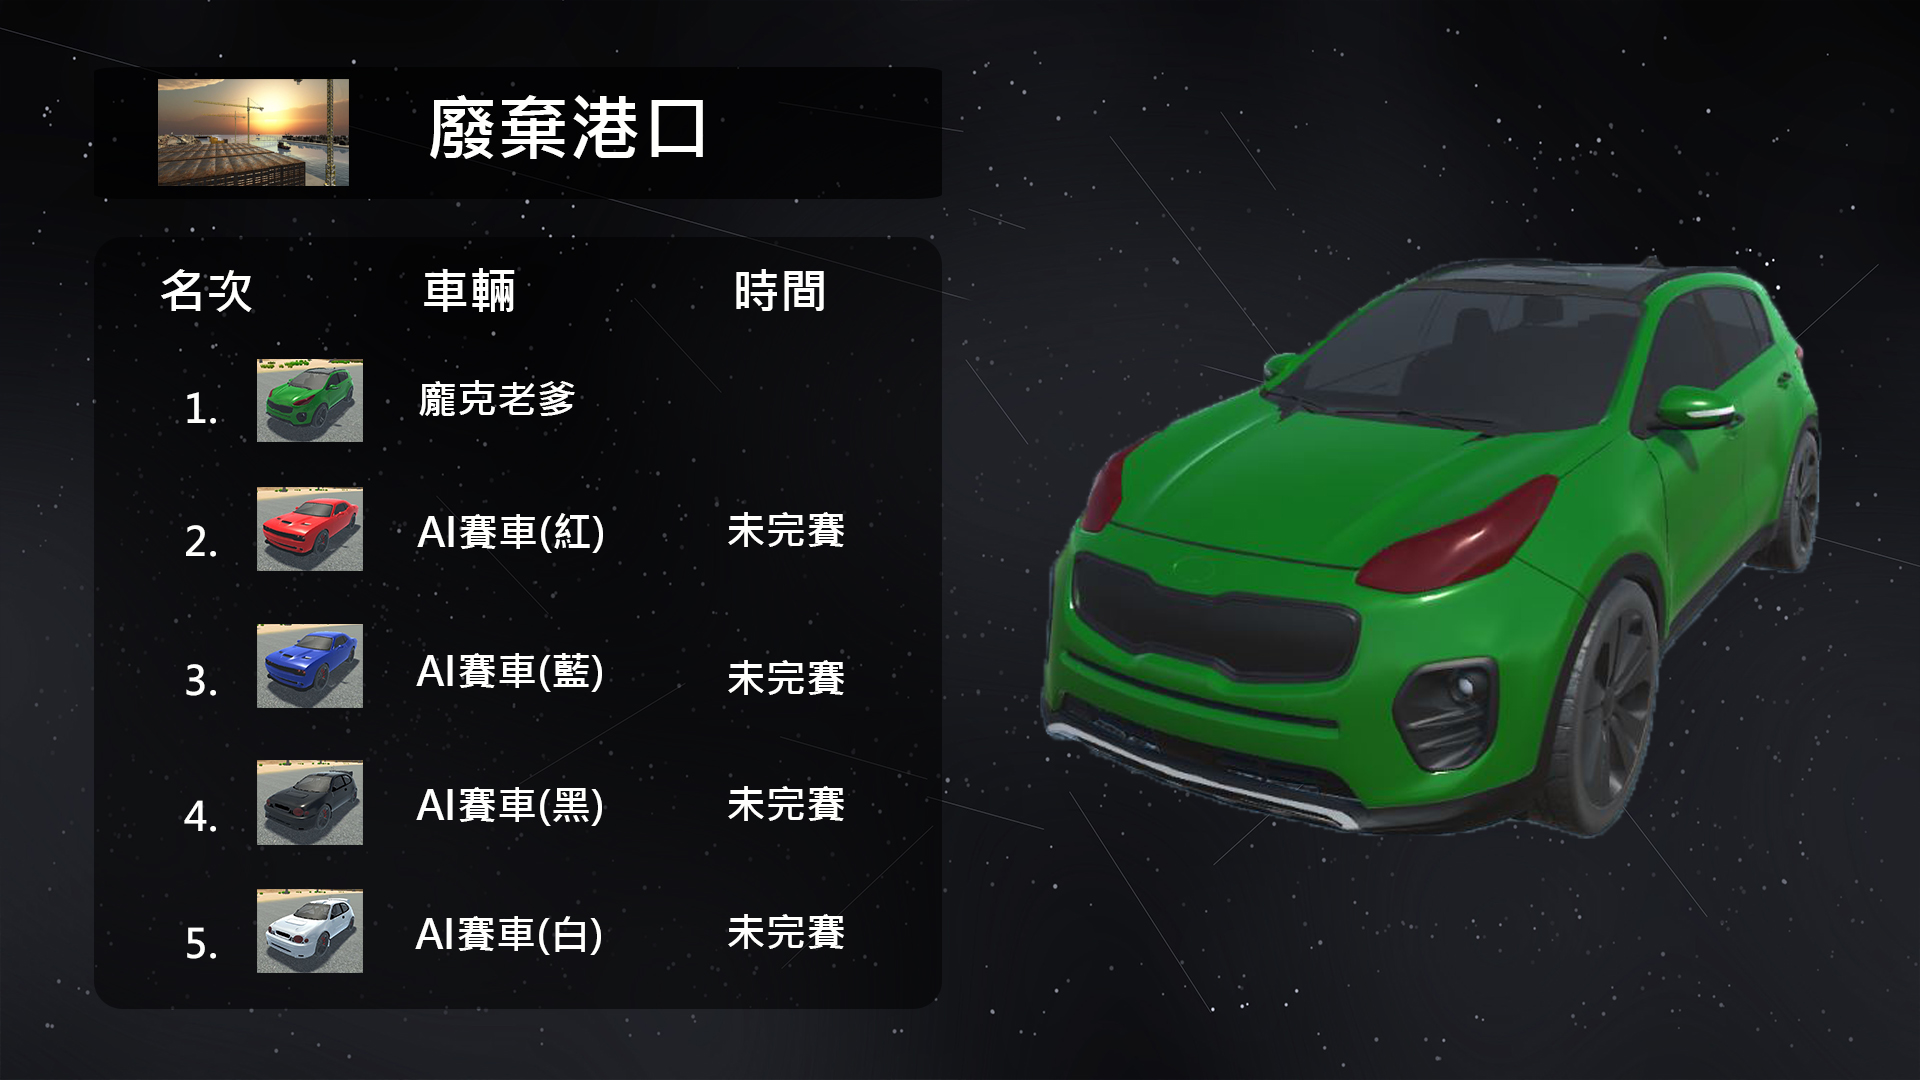 廢棄港口
名次 車輛 時間
1. 龐克老爹
2. AI賽車(紅) 未完賽
3. AI賽車(藍) 未完賽
4. AI賽車(黑) 未完賽
5. AI賽車(白) 未完賽